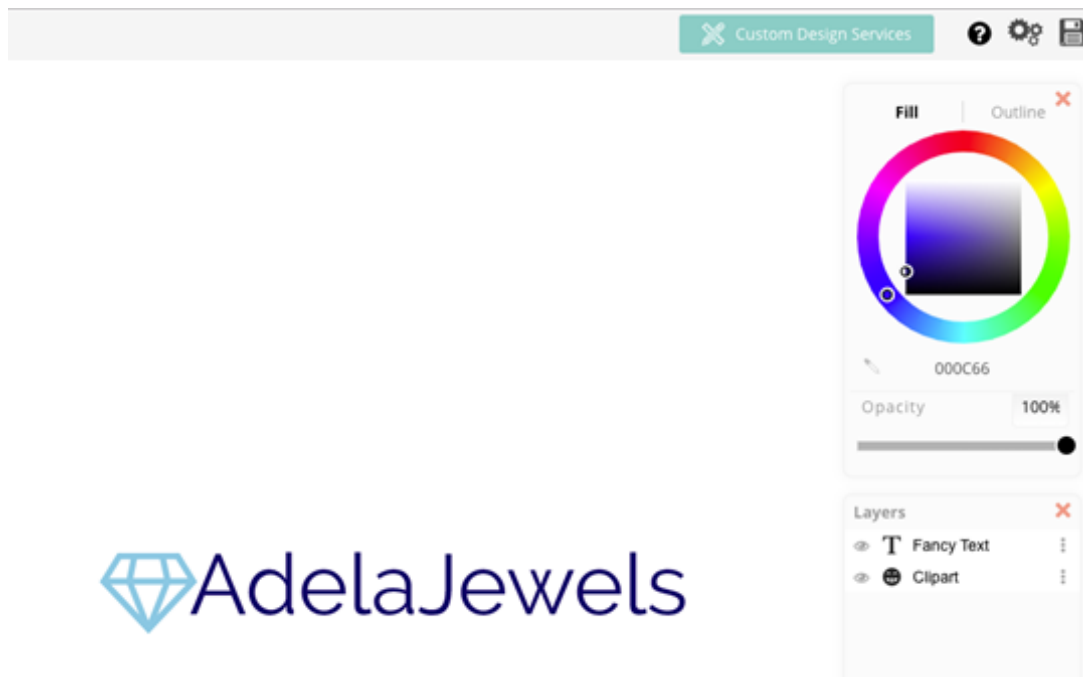 Custom Design Services
Fill
Outline
000C66
Opacity
100%
Layers
T Fancy Text
Clipart
AdelaJewels